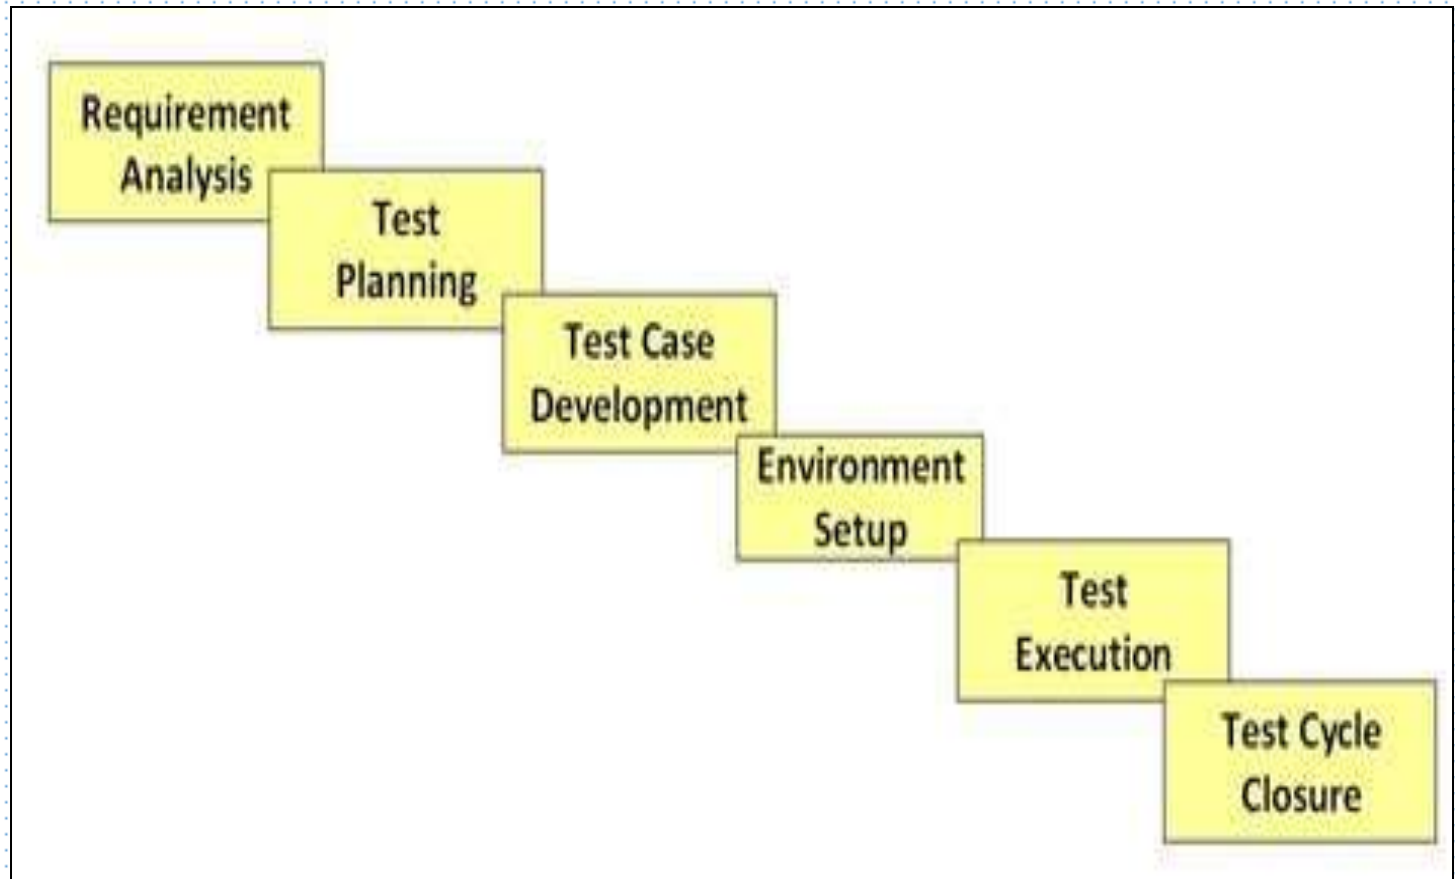 Requirement
Analysis
Test
Planning
Test Case
Development
Environment
Setup
Test
Execution
Test Cycle
Closure